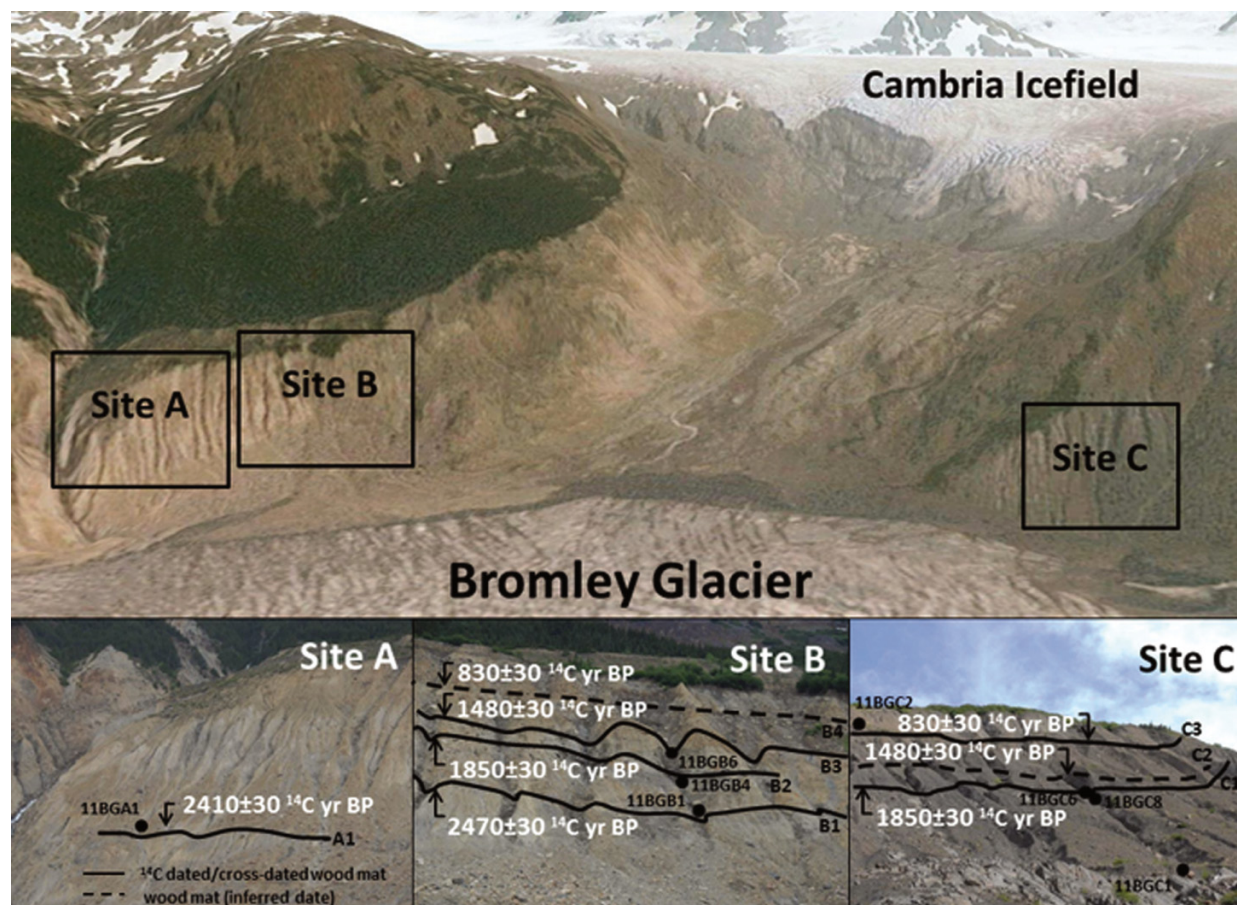 Cambria Icefield
Site A
Site B
Site C
Bromley Glacier
Site A
11BGA1
2410±30 ¹⁴C yr BP
A1
¹⁴C dated/cross-dated wood mat
wood mat (inferred date)
Site B
830±30 ¹⁴C yr BP
1480±30 ¹⁴C yr BP
B4
11BGB6
B3
1850±30 ¹⁴C yr BP
11BGB4
B2
11BGB1
2470±30 ¹⁴C yr BP
B1
Site C
11BGC2
830±30 ¹⁴C yr BP
C3
1480±30 ¹⁴C yr BP
C2
C1
11BGC6
11BGC8
1850±30 ¹⁴C yr BP
11BGC1